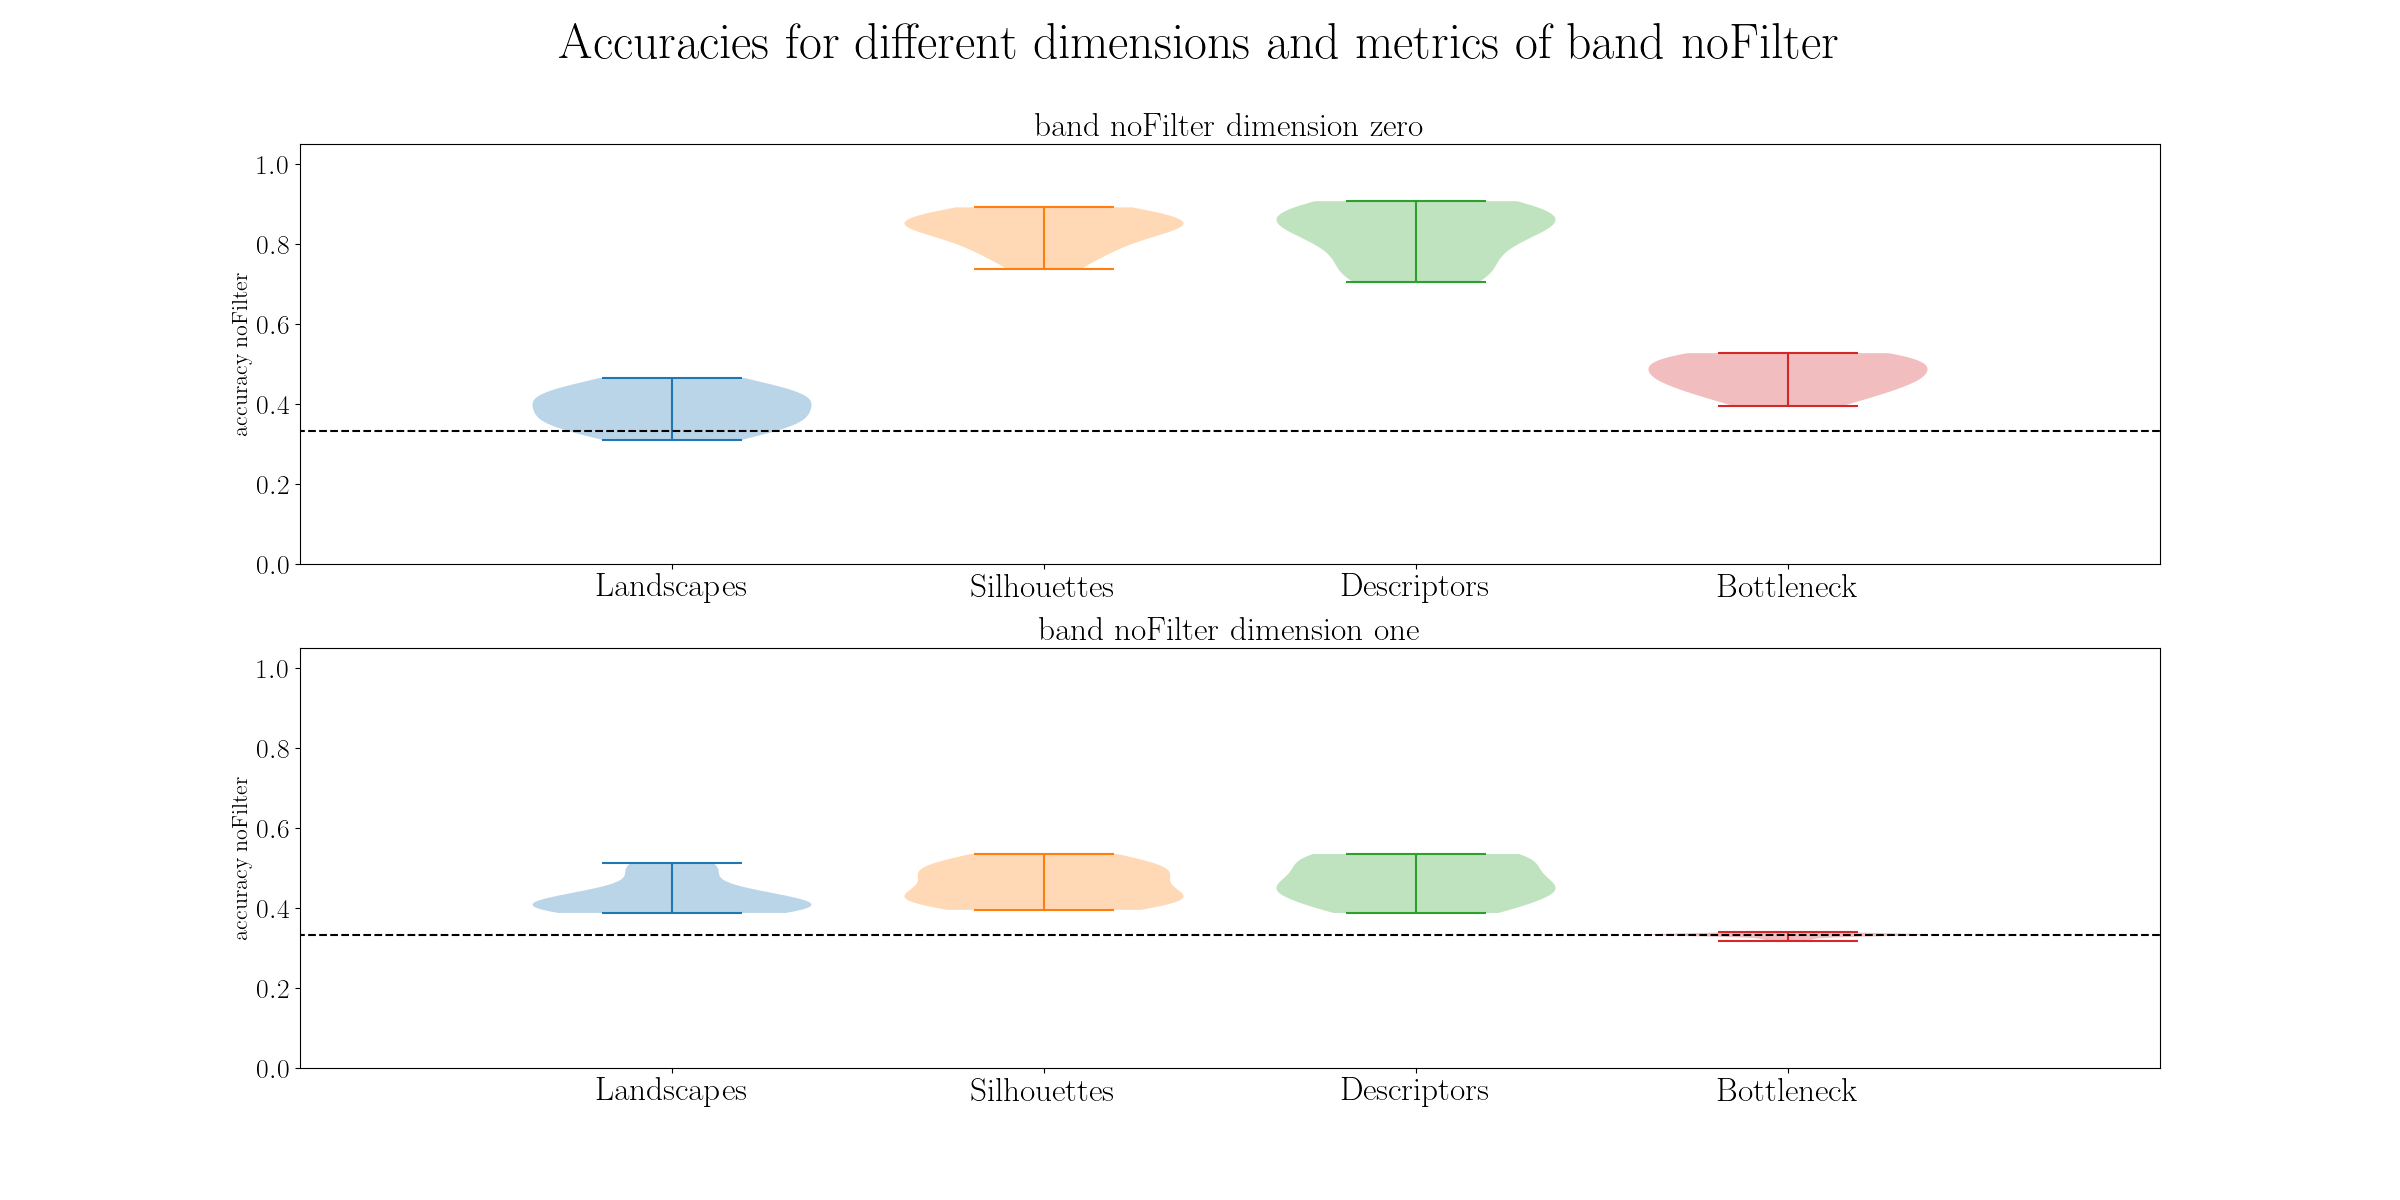 Accuracies for different dimensions and metrics of band noFilter
band noFilter dimension zero
accuracy noFilter
1.0
0.8
0.6
0.4
0.2
0.0
Landscapes Silhouettes Descriptors Bottleneck
band noFilter dimension one
accuracy noFilter
1.0
0.8
0.6
0.4
0.2
0.0
Landscapes Silhouettes Descriptors Bottleneck